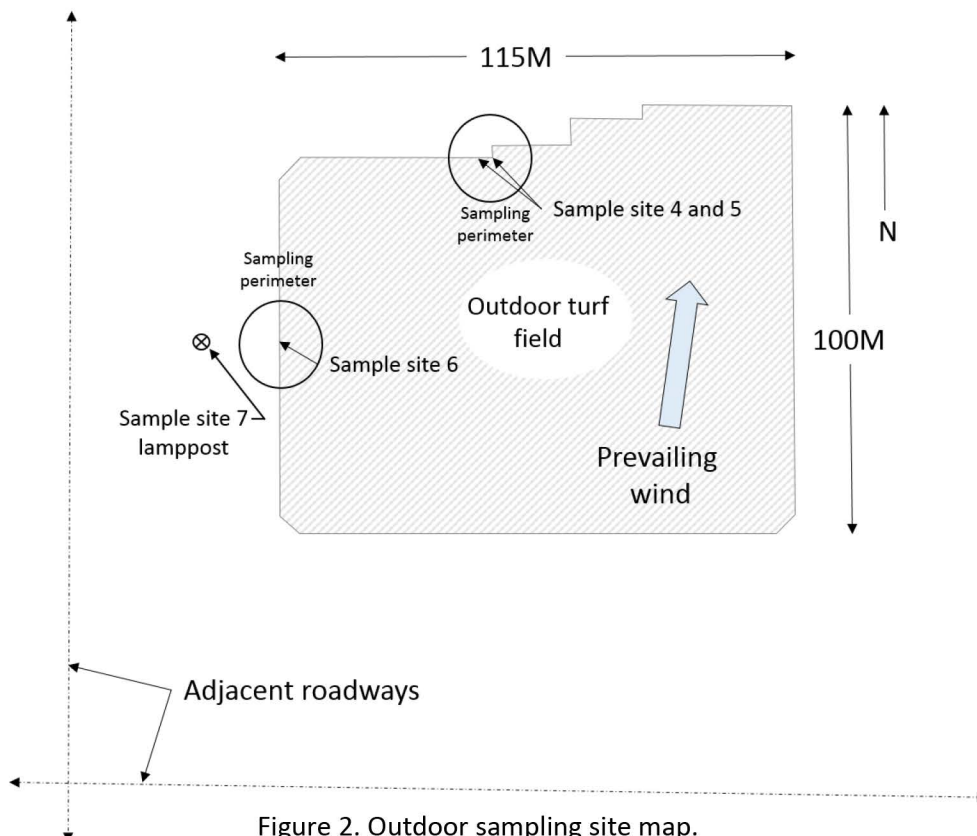 115M
Sampling
perimeter
Sample site 4 and 5
N
Sampling
perimeter
Outdoor turf
field
100M
Sample site 6
Sample site 7
lamppost
Prevailing
wind
Adjacent roadways
Figure 2. Outdoor sampling site map.